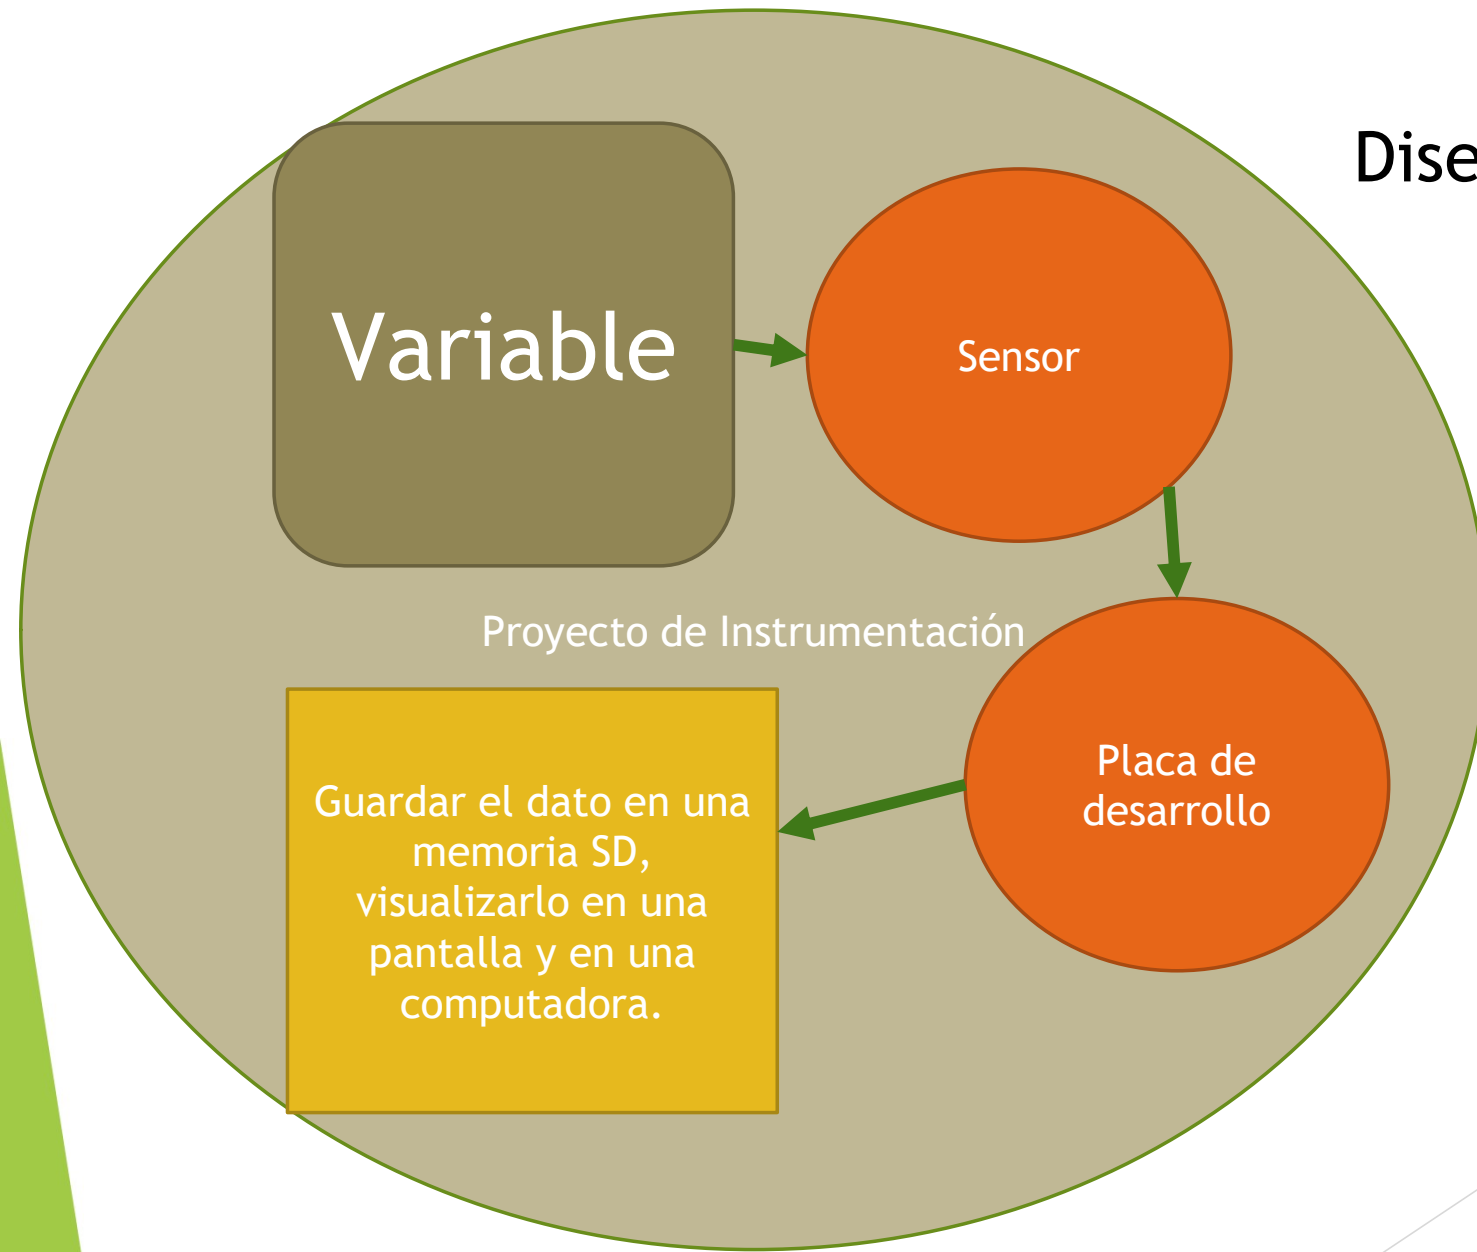 Variable
Sensor
Proyecto de Instrumentación
Placa de
desarrollo
Guardar el dato en una
memoria SD,
visualizarlo en una
pantalla y en una
computadora.